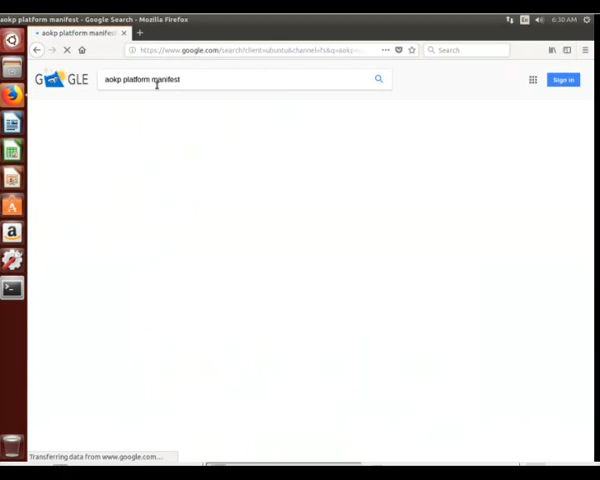 aokp platform manifest - Google Search - Mozilla Firefox
En
6:30 AM
aokp platform manifest
https://www.google.com/search?client=ubuntu&channel=fs&q=aokp
Search
G GLE
aokp platform manifest
Sign in
Transferring data from www.google.com...